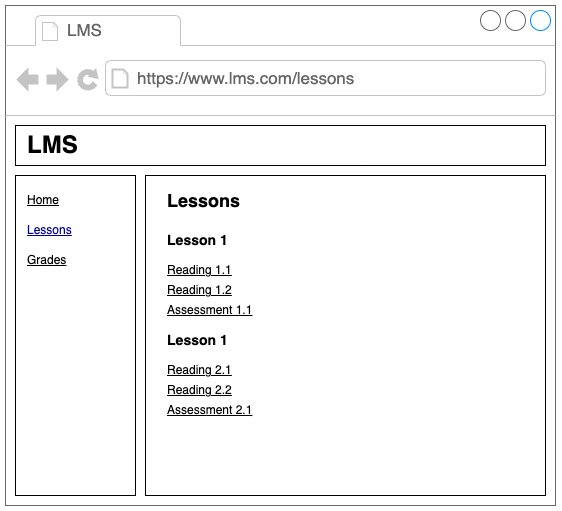 LMS
https://www.lms.com/lessons
LMS
Home
Lessons
Grades
Lessons
Lesson 1
Reading 1.1
Reading 1.2
Assessment 1.1
Lesson 1
Reading 2.1
Reading 2.2
Assessment 2.1